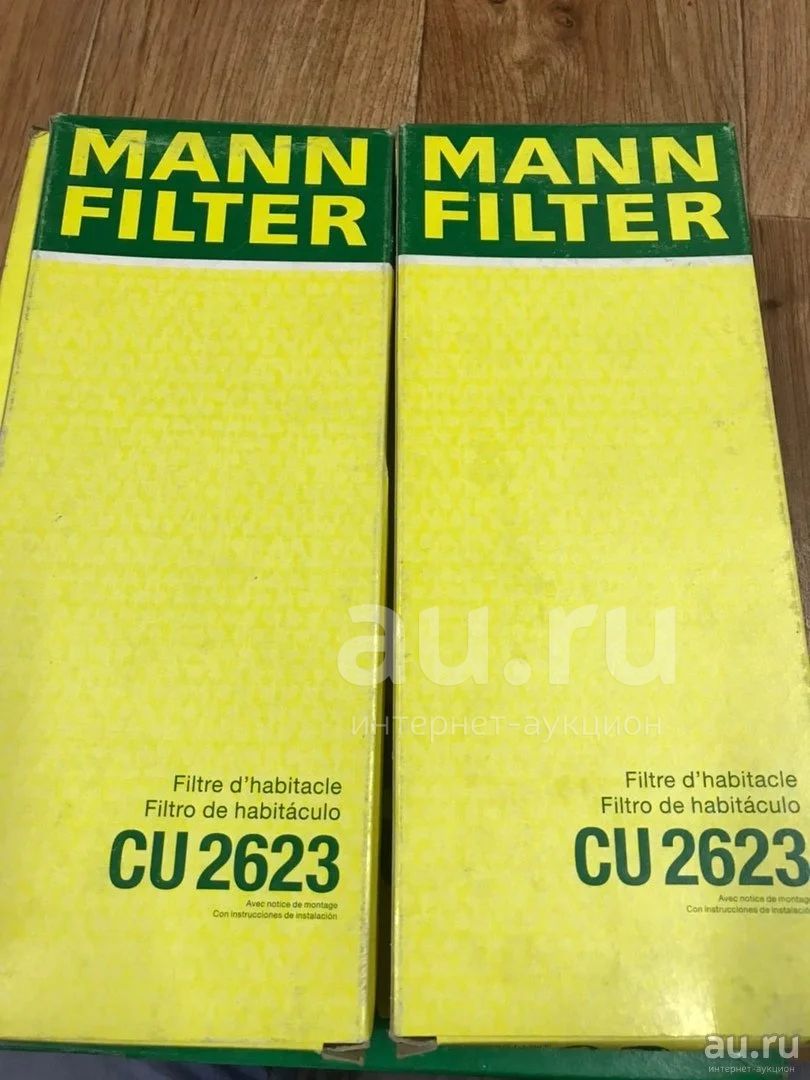 MANN
FILTER
Filtre d'habitacle
Filtro de habitáculo
CU 2623
Avec notice de montage
Con instrucciones de instalación
MANN
FILTER
Filtre d'habitacle
Filtro de habitáculo
CU 2623
Avec notice de montage
Con instrucciones de instalación
au.ru
интернет-аукцион
au.ru
интернет-аукцион